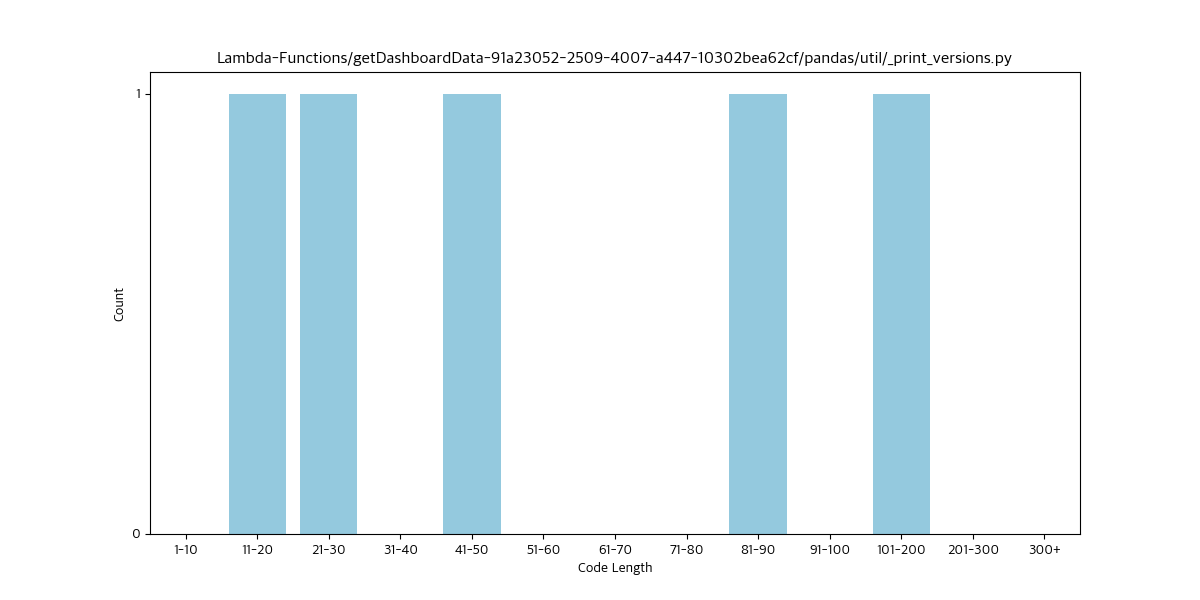 Lambda-Functions/getDashboardData-91a23052-2509-4007-a447-10302bea62cf/pandas/util/_print_versions.py
1
Count
0
1-10 11-20 21-30 31-40 41-50 51-60 61-70 71-80 81-90 91-100 101-200 201-300 300+
Code Length